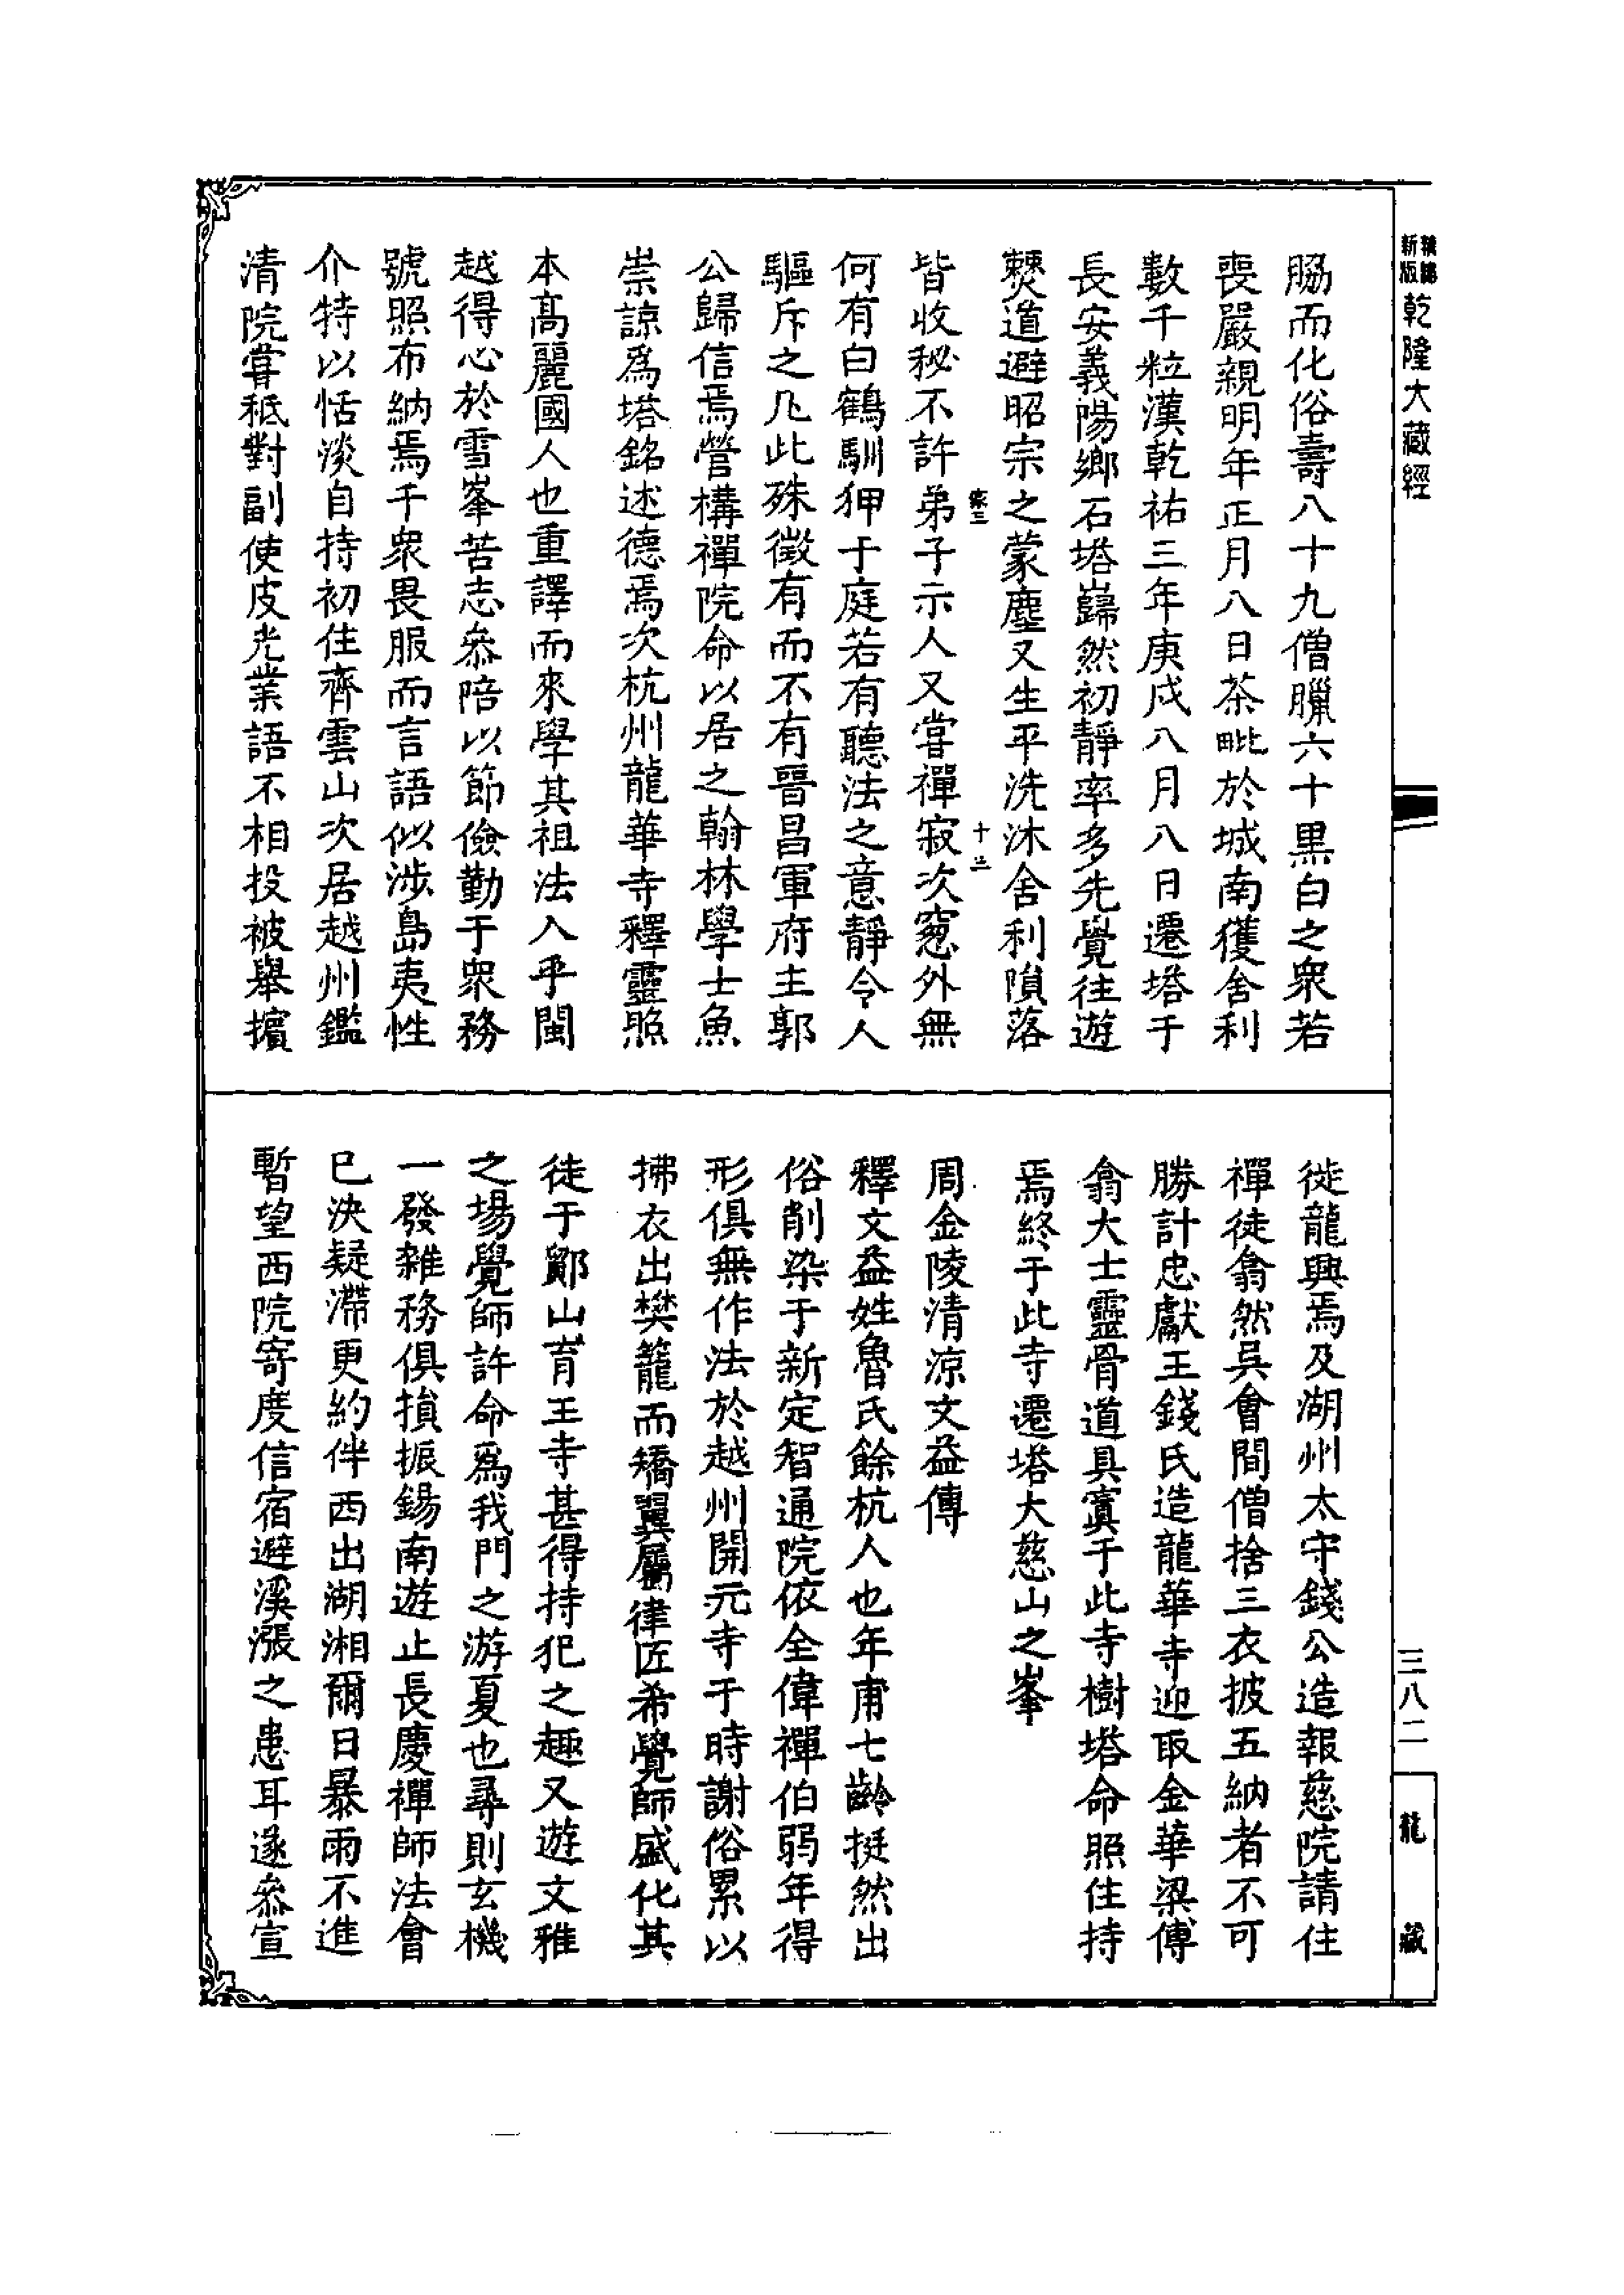 精繕
新版
乾隆大藏經
脇而化俗壽八十九僧臘六十黑白之衆若
喪嚴親明年正月八日茶毗於城南獲舍利
數千粒漢乾祐三年庚戌八月八日遷塔于
長安義陽鄉石塔巋然初靜率多先覺往遊
僰道避昭宗之蒙塵又生平洗沐舍利隕落
皆收秘不許弟子示人又嘗禪寂次窓外無
何有白鶴馴狎于庭若有聽法之意靜令人
驅斥之凡此殊徵有而不有晉昌軍府主郭
公歸信焉營構禪院命以居之翰林學士魚
崇諒爲塔銘述德焉次杭州龍華寺釋靈照
本高麗國人也重譯而來學其祖法入乎閩
越得心於雪峯苦志叅陪以節儉勤于衆務
號照布納焉千衆畏服而言語似涉島夷性
介特以恬淡自持初住齊雲山次居越州鑑
清院嘗秪對副使皮光業語不相投被舉擯
徙龍興焉及湖州太守錢公造報慈院請住
禪徒翕然吳會間僧捨三衣披五納者不可
勝計忠獻王錢氏造龍華寺迎取金華梁傅
翕大士靈骨道具寘于此寺樹塔命照住持
焉終于此寺遷塔大慈山之峯
周金陵清涼文益傳
釋文益姓魯氏餘杭人也年甫七齡挺然出
俗削染于新定智通院依全偉禪伯弱年得
形俱無作法於越州開元寺于時謝俗累以
拂衣出樊籠而矯翼屬律匠希覺師盛化其
徒于鄮山育王寺甚得持犯之趣又遊文雅
之場覺師許命爲我門之游夏也尋則玄機
一發雜務俱損振錫南遊止長慶禪師法會
已決疑滯更約伴西出湖湘爾日暴雨不進
暫望西院寄度信宿避溪漲之患耳遂叅宣
三八二
龍藏